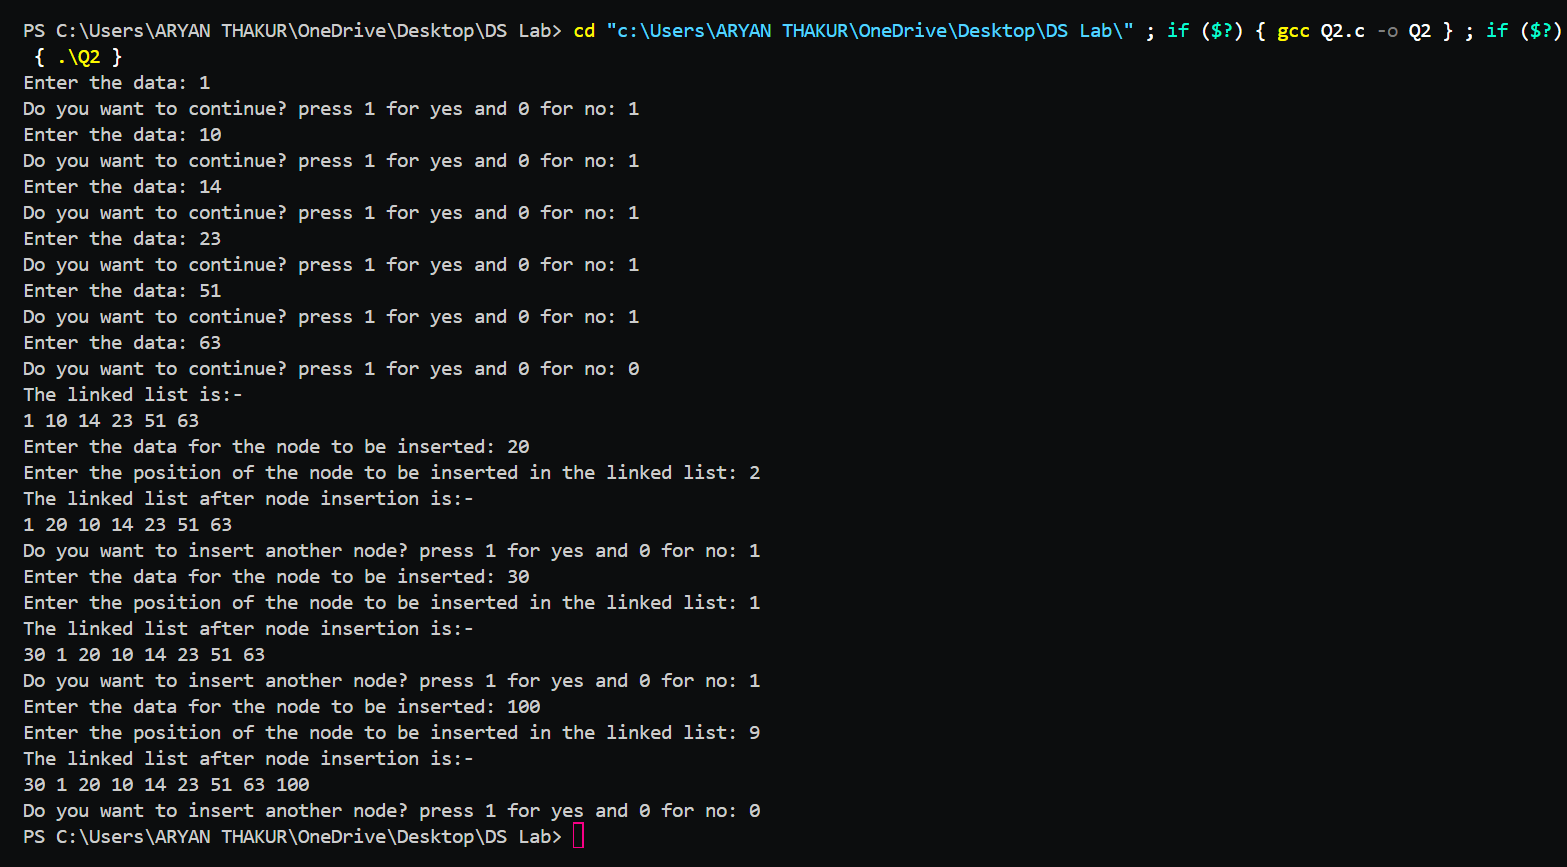 PS C:\Users\ARYAN THAKUR\OneDrive\Desktop\DS Lab> cd "c:\Users\ARYAN THAKUR\OneDrive\Desktop\DS Lab\" ; if ($?) { gcc Q2.c -o Q2 } ; if ($?)
 { .\Q2 }
Enter the data: 1
Do you want to continue? press 1 for yes and 0 for no: 1
Enter the data: 10
Do you want to continue? press 1 for yes and 0 for no: 1
Enter the data: 14
Do you want to continue? press 1 for yes and 0 for no: 1
Enter the data: 23
Do you want to continue? press 1 for yes and 0 for no: 1
Enter the data: 51
Do you want to continue? press 1 for yes and 0 for no: 1
Enter the data: 63
Do you want to continue? press 1 for yes and 0 for no: 0
The linked list is:-
1 10 14 23 51 63
Enter the data for the node to be inserted: 20
Enter the position of the node to be inserted in the linked list: 2
The linked list after node insertion is:-
1 20 10 14 23 51 63
Do you want to insert another node? press 1 for yes and 0 for no: 1
Enter the data for the node to be inserted: 30
Enter the position of the node to be inserted in the linked list: 1
The linked list after node insertion is:-
30 1 20 10 14 23 51 63
Do you want to insert another node? press 1 for yes and 0 for no: 1
Enter the data for the node to be inserted: 100
Enter the position of the node to be inserted in the linked list: 9
The linked list after node insertion is:-
30 1 20 10 14 23 51 63 100
Do you want to insert another node? press 1 for yes and 0 for no: 0
PS C:\Users\ARYAN THAKUR\OneDrive\Desktop\DS Lab>